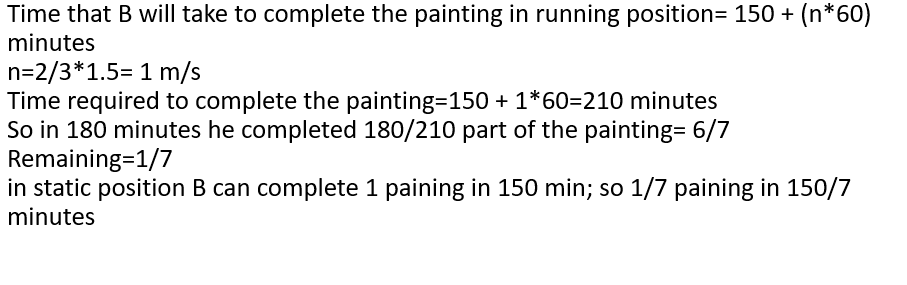 Time that B will take to complete the painting in running position= 150 + (n*60)
minutes
n=2/3*1.5= 1 m/s
Time required to complete the painting=150 + 1*60=210 minutes
So in 180 minutes he completed 180/210 part of the painting= 6/7
Remaining=1/7
in static position B can complete 1 paining in 150 min; so 1/7 paining in 150/7
minutes